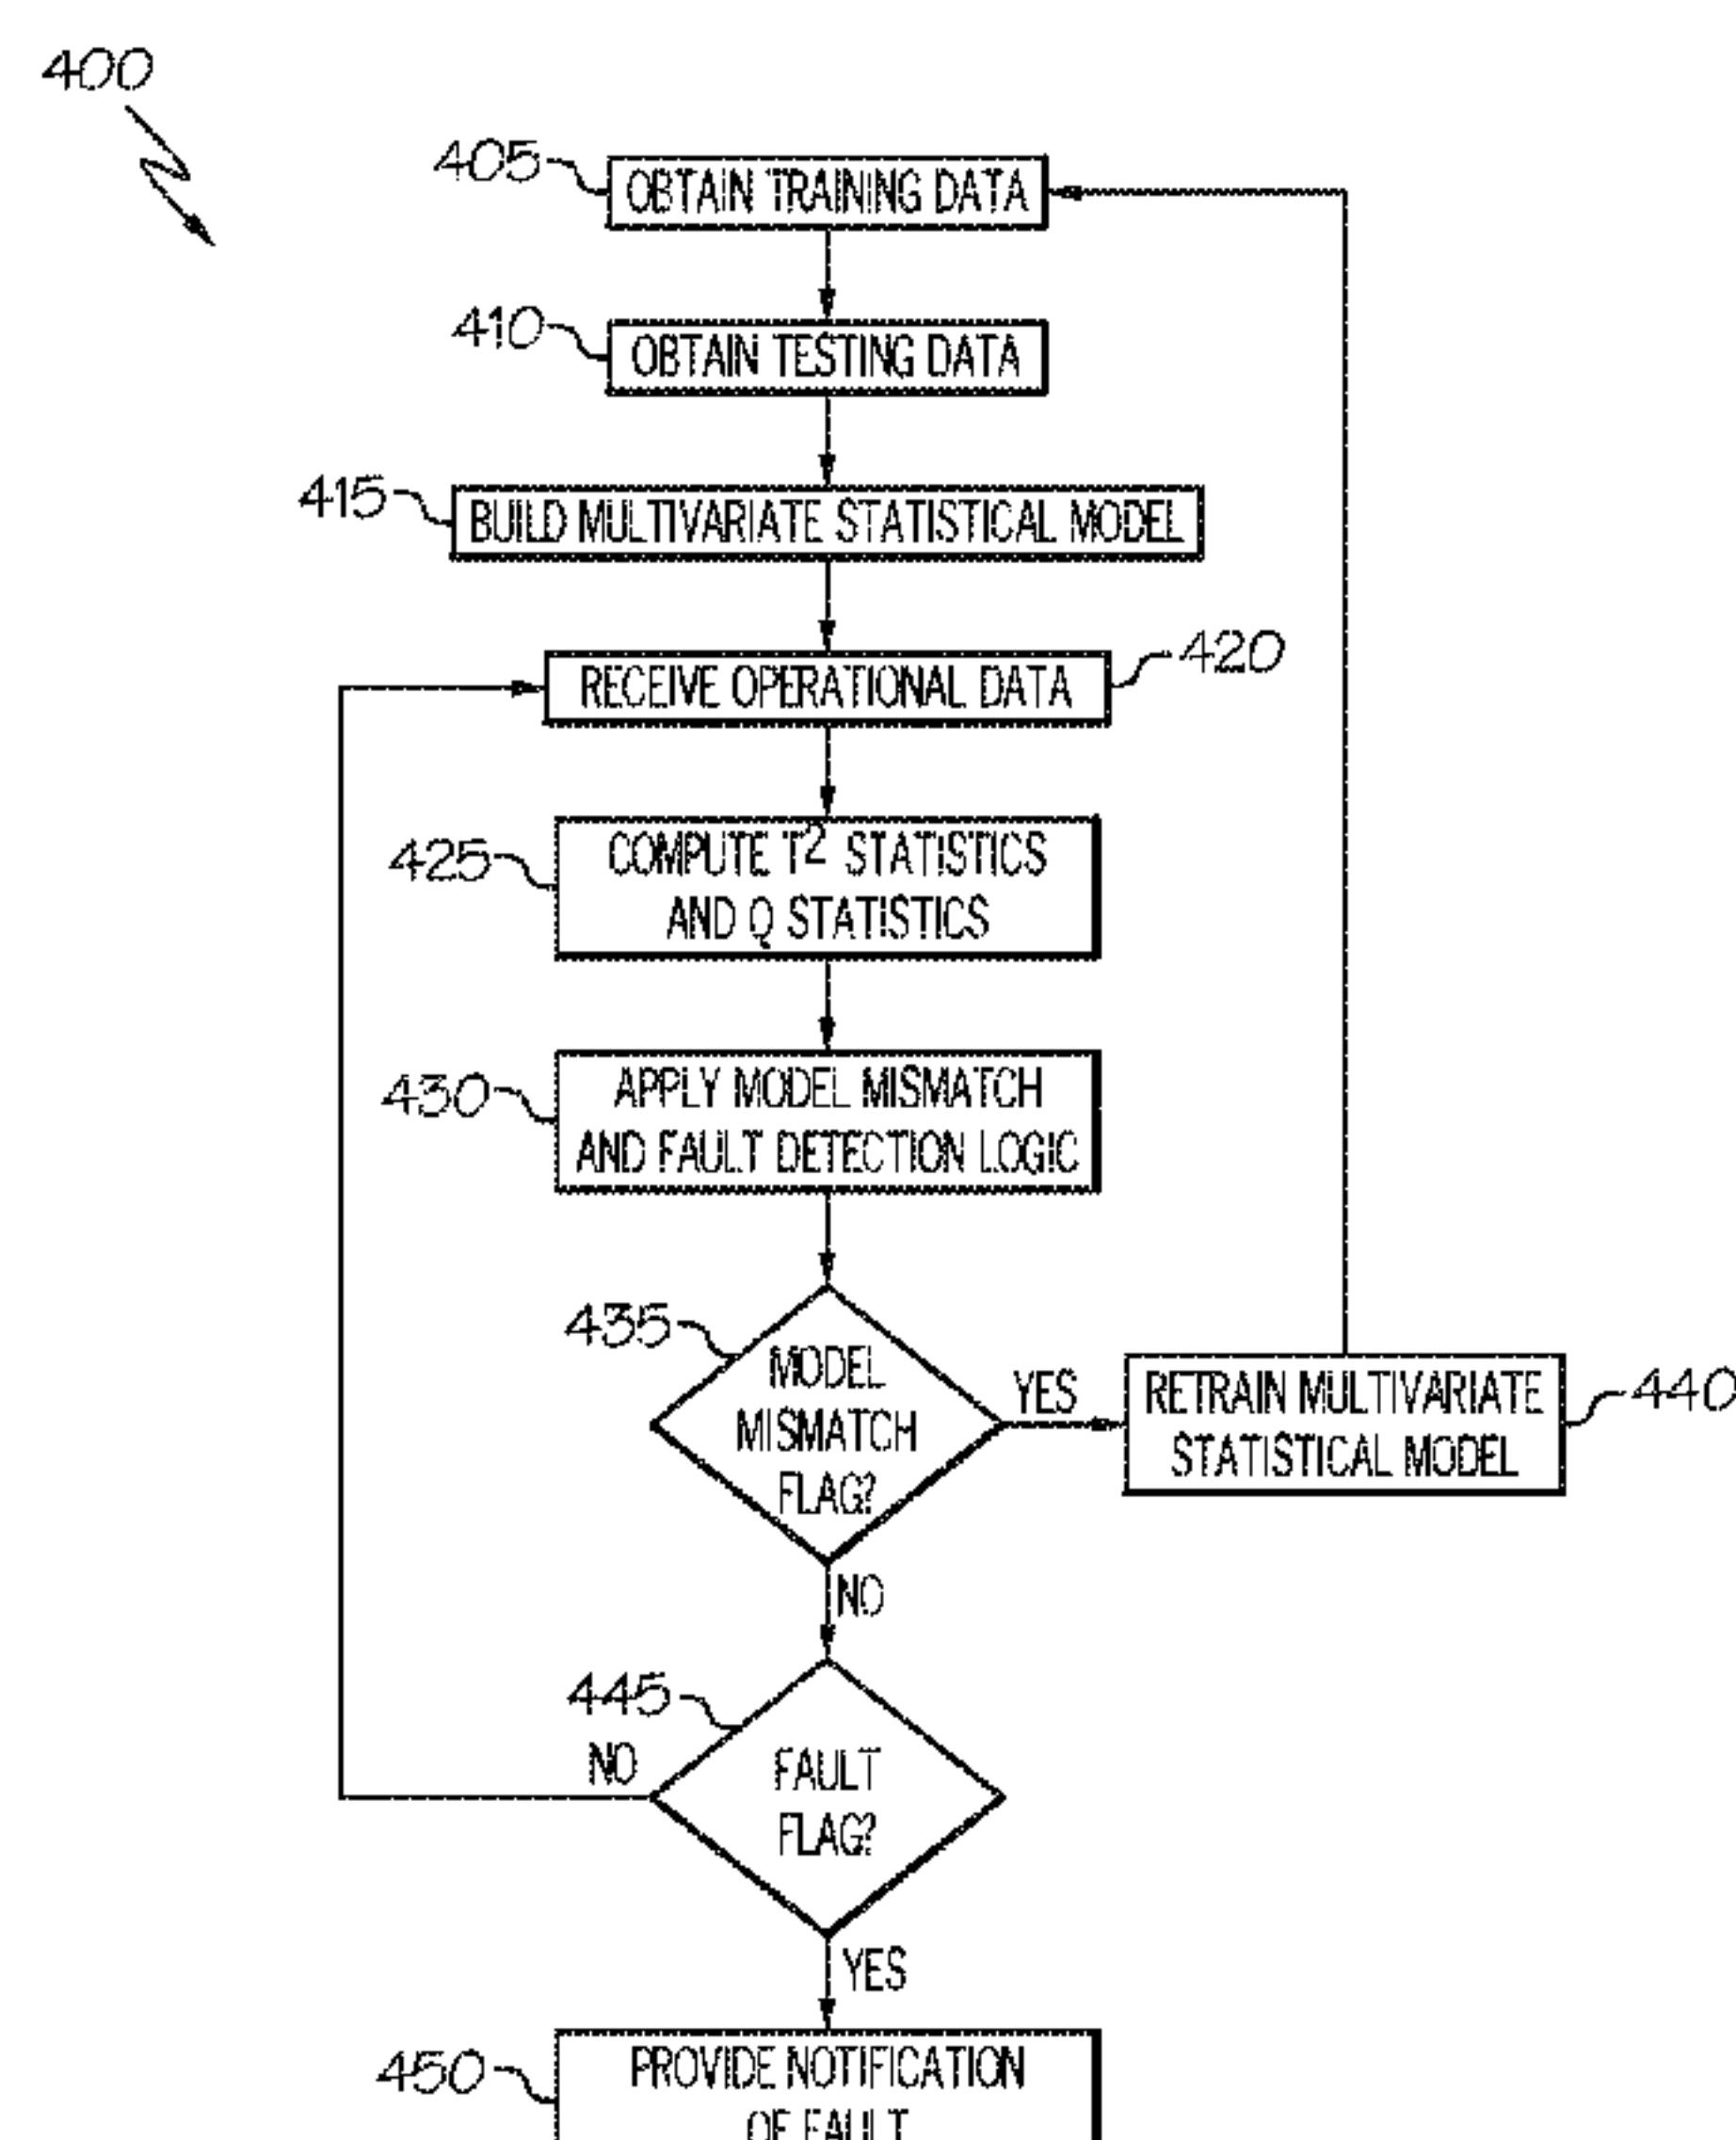 400
405
OBTAIN TRAINING DATA
410
OBTAIN TESTING DATA
415
BUILD MULTIVARIATE STATISTICAL MODEL
420
RECEIVE OPERATIONAL DATA
425
COMPUTE T² STATISTICS
AND Q STATISTICS
430
APPLY MODEL MISMATCH
AND FAULT DETECTION LOGIC
435
MODEL
MISMATCH
FLAG?
YES
RETRAIN MULTIVARIATE
STATISTICAL MODEL
440
NO
445
NO
FAULT
FLAG?
YES
450
PROVIDE NOTIFICATION
OF FAULT